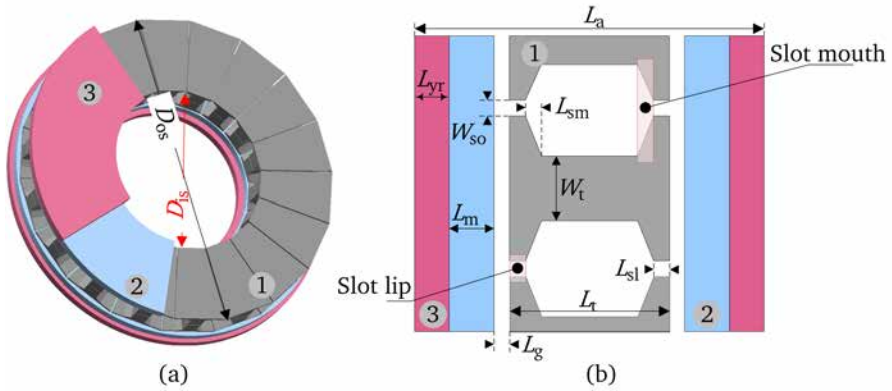 3
D_os
D_is
2
1
(a)
L_a
1
Slot mouth
L_yr
L_sm
W_so
W_t
L_m
L_sl
Slot lip
L_t
3
2
L_g
(b)